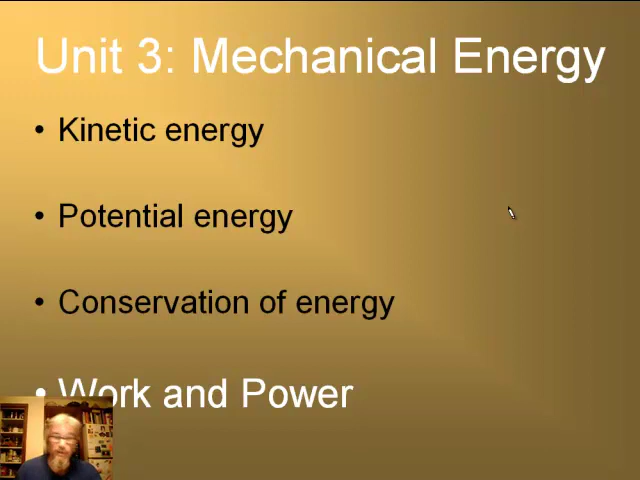 Unit 3: Mechanical Energy
• Kinetic energy
• Potential energy
• Conservation of energy
• Work and Power